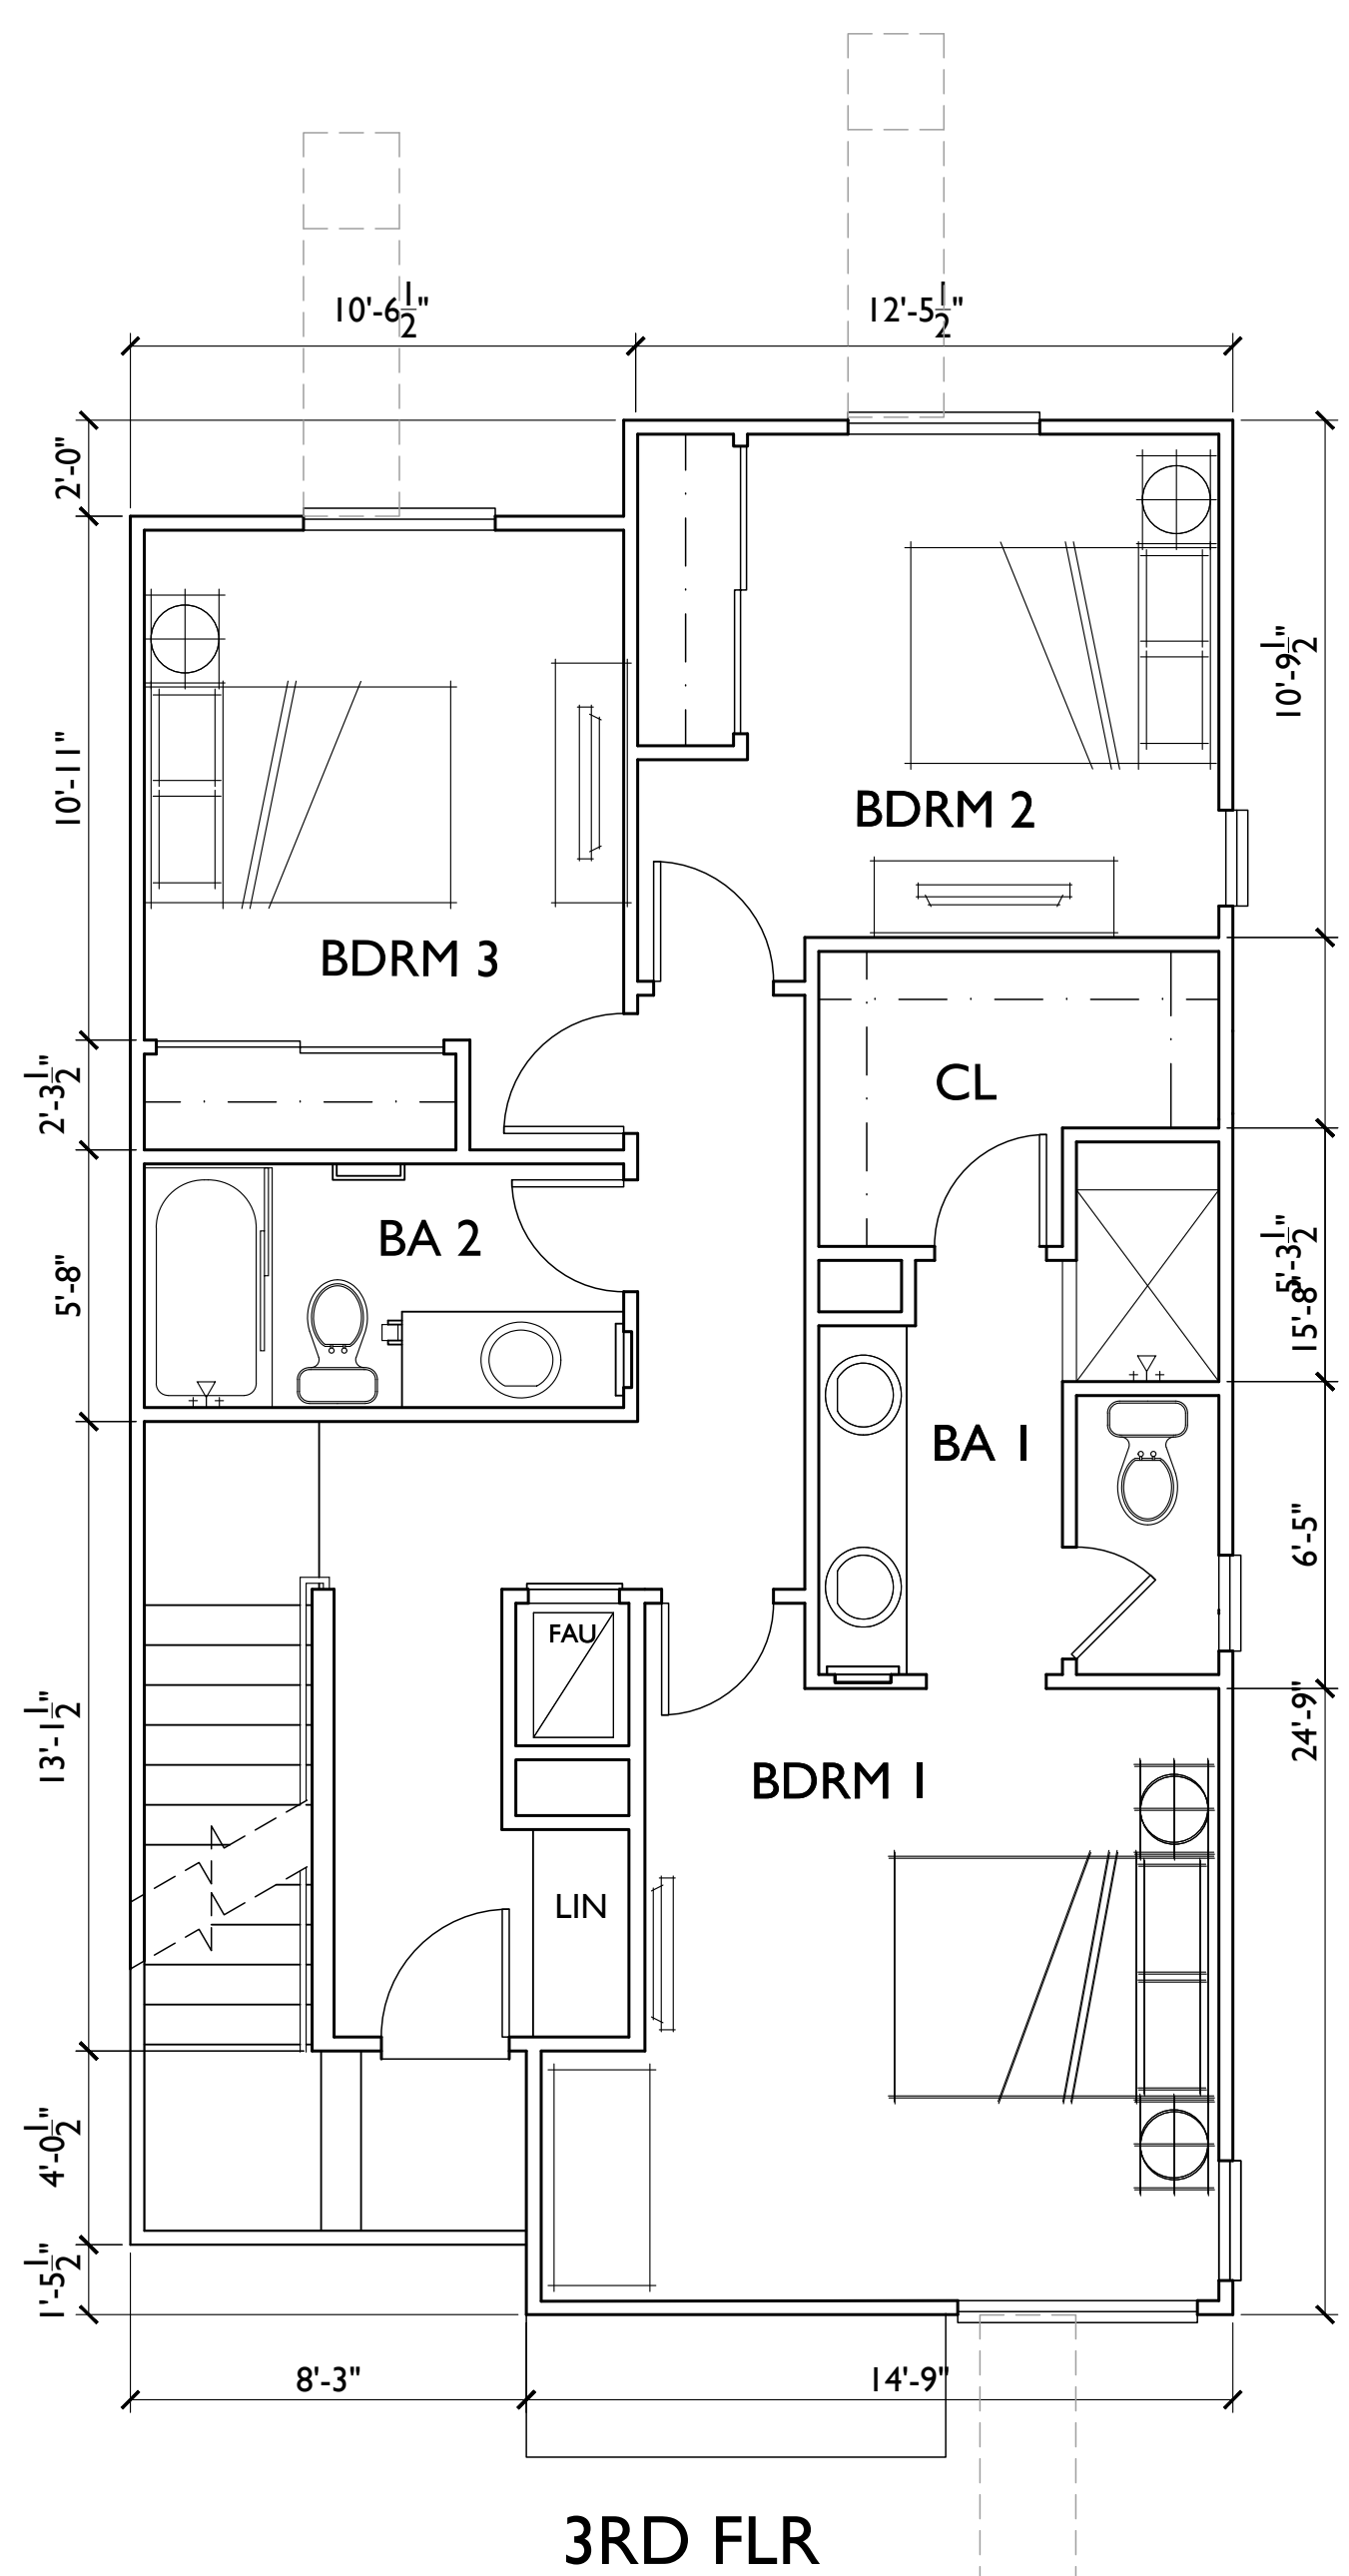 10'-6 1/2"
12'-5 1/2"
2'-0"
10'-9 1/2"
10'-11"
BDRM 2
BDRM 3
2'-3 1/2"
CL
BA 2
5'-3 1/2"
5'-8"
15'-8"
BA 1
6'-5"
FAU
13'-1 1/2"
24'-9"
BDRM 1
LIN
4'-0 1/2"
1'-5 1/2"
8'-3"
14'-9"
3RD FLR